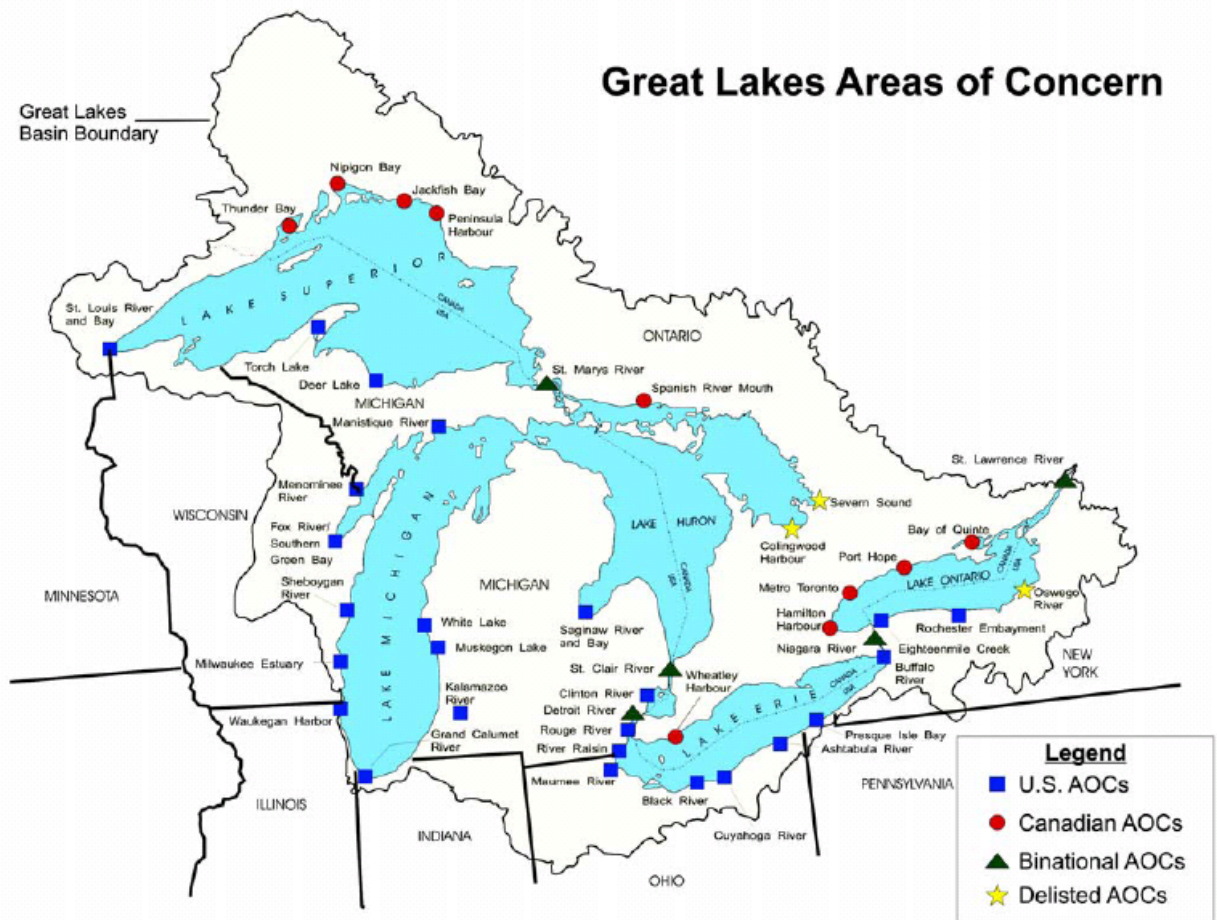 Great Lakes Areas of Concern
Great Lakes
Basin Boundary
Nipigon Bay
Jackfish Bay
Thunder Bay
Peninsula
Harbour
LAKE SUPERIOR
CANADA
USA
St. Louis River
and Bay
ONTARIO
Torch Lake
Deer Lake
St. Marys River
Spanish River Mouth
MICHIGAN
Manistique River
St. Lawrence River
Menominee
River
Severn Sound
WISCONSIN
LAKE HURON
Fox River/
Southern
Green Bay
Colingwood
Harbour
Bay of Quinte
Port Hope
CANADA
USA
LAKE ONTARIO
CANADA
USA
MICHIGAN
Sheboygan
River
MINNESOTA
LAKE MICHIGAN
Metro Toronto
Oswego
River
Hamilton
Harbour
White Lake
Saginaw River
and Bay
Rochester Embayment
Muskegon Lake
Niagara River
Eighteenmile Creek
Milwaukee Estuary
St. Clair River
Wheatley
Harbour
Buffalo
River
NEW
YORK
CANADA
USA
Kalamazoo
River
Clinton River
Detroit River
LAKE ERIE
Waukegan Harbor
Grand Calumet
River
Rouge River
River Raisin
Presque Isle Bay
Ashtabula River
Maumee River
Black River
PENNSYLVANIA
ILLINOIS
INDIANA
Cuyahoga River
OHIO
Legend
U.S. AOCs
Canadian AOCs
Binational AOCs
Delisted AOCs